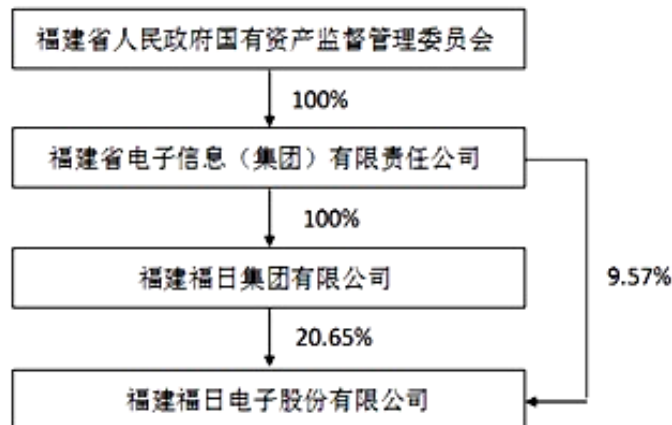 福建省人民政府国有资产监督管理委员会
100%
福建省电子信息（集团）有限责任公司
100%
福建福日集团有限公司
9.57%
20.65%
福建福日电子股份有限公司